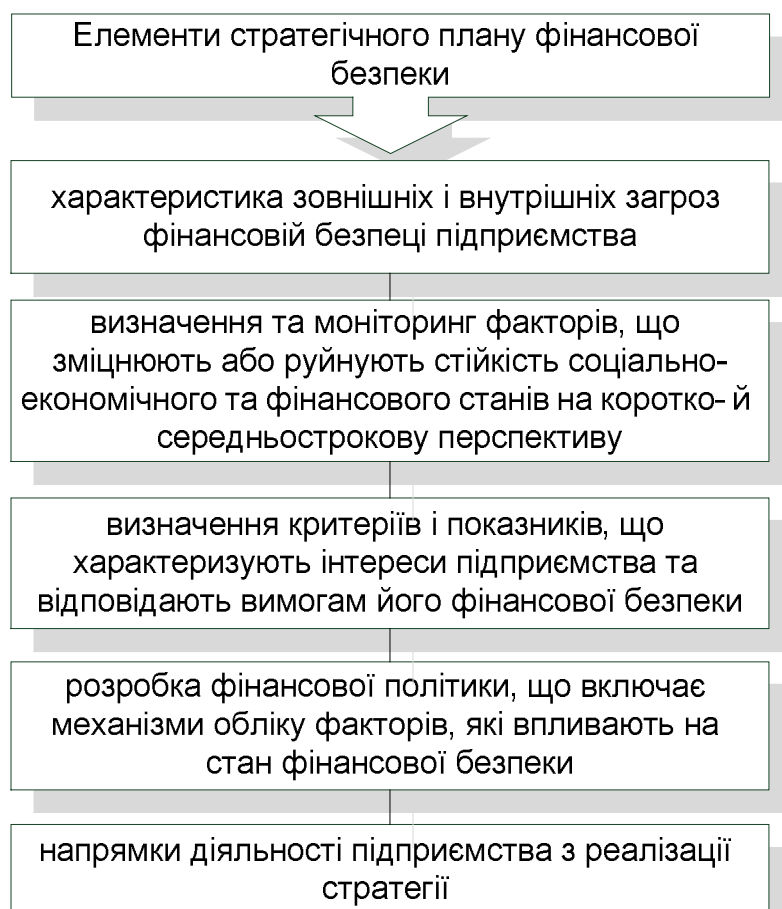 Елементи стратегічного плану фінансової
безпеки
характеристика зовнішніх і внутрішніх загроз
фінансовій безпеці підприємства
визначення та моніторинг факторів, що
зміцнюють або руйнують стійкість соціально-
економічного та фінансового станів на коротко- й
середньострокову перспективу
визначення критеріїв і показників, що
характеризують інтереси підприємства та
відповідають вимогам його фінансової безпеки
розробка фінансової політики, що включає
механізми обліку факторів, які впливають на
стан фінансової безпеки
напрямки діяльності підприємства з реалізації
стратегії